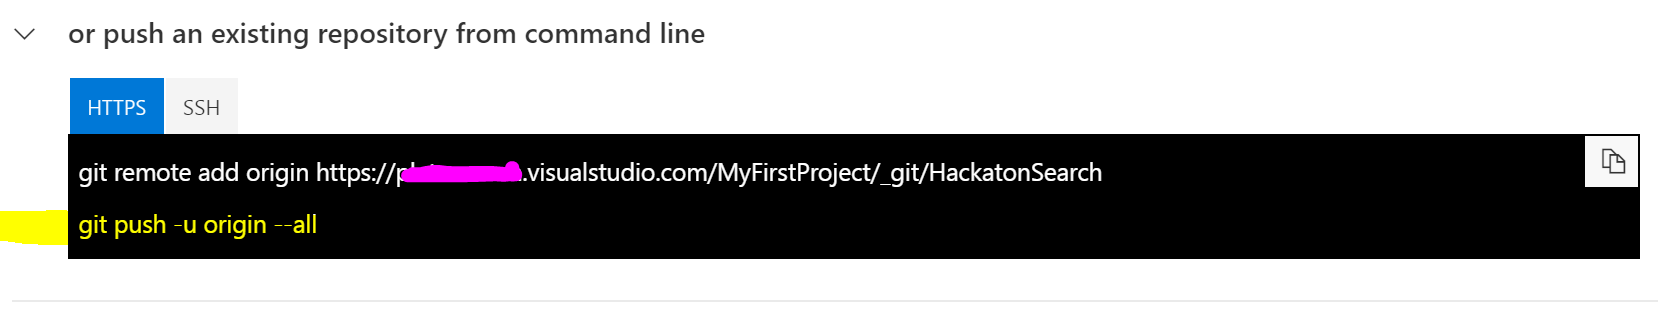 or push an existing repository from command line
HTTPS
SSH
git remote add origin https://p .visualstudio.com/MyFirstProject/_git/HackatonSearch
git push -u origin --all